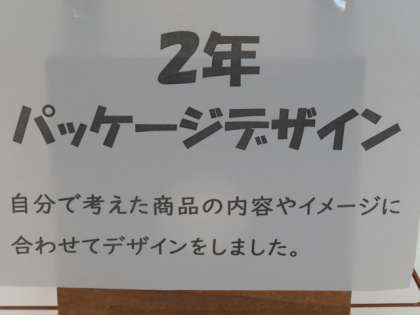 2年
パッケージデザイン
自分で考えた商品の内容やイメージに
合わせてデザインをしました。